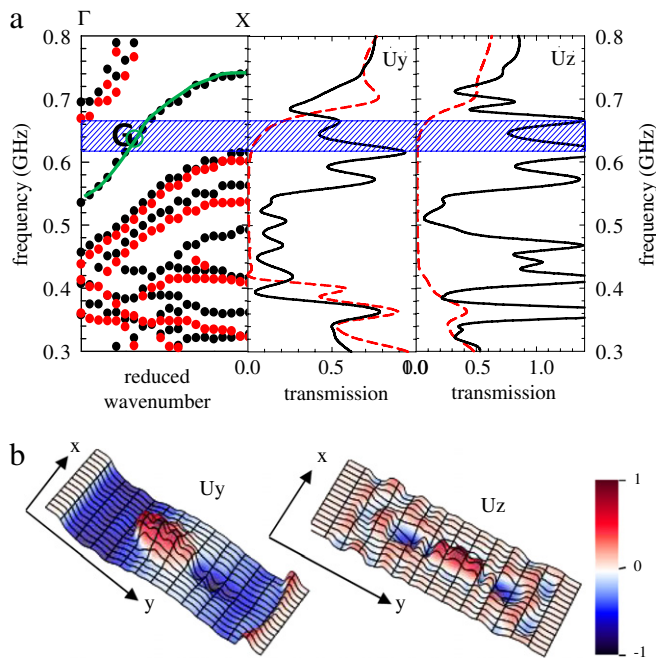 a
Γ X
0.8 0.7 0.6 0.5 0.4 0.3
frequency (GHz)
G
Uy
Uz
0.8 0.7 0.6 0.5 0.4 0.3
frequency (GHz)
0.0 0.5 1.0 0.0 0.5 1.0
reduced
wavenumber
transmission
transmission
b
x
Uy
y
x
Uz
y
1
0
-1